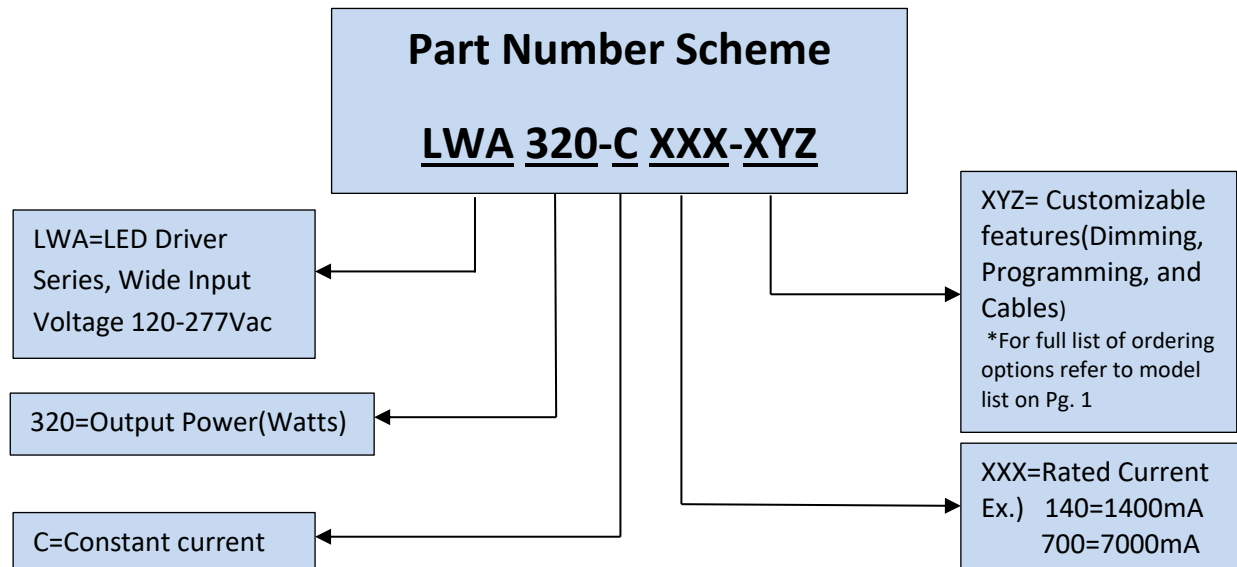 Part Number Scheme
LWA 320-C XXX-XYZ
LWA=LED Driver
Series, Wide Input
Voltage 120-277Vac
320=Output Power(Watts)
C=Constant current
XYZ= Customizable
features(Dimming,
Programming, and
Cables)
*For full list of ordering
options refer to model
list on Pg. 1
XXX=Rated Current
Ex.) 140=1400mA
700=7000mA